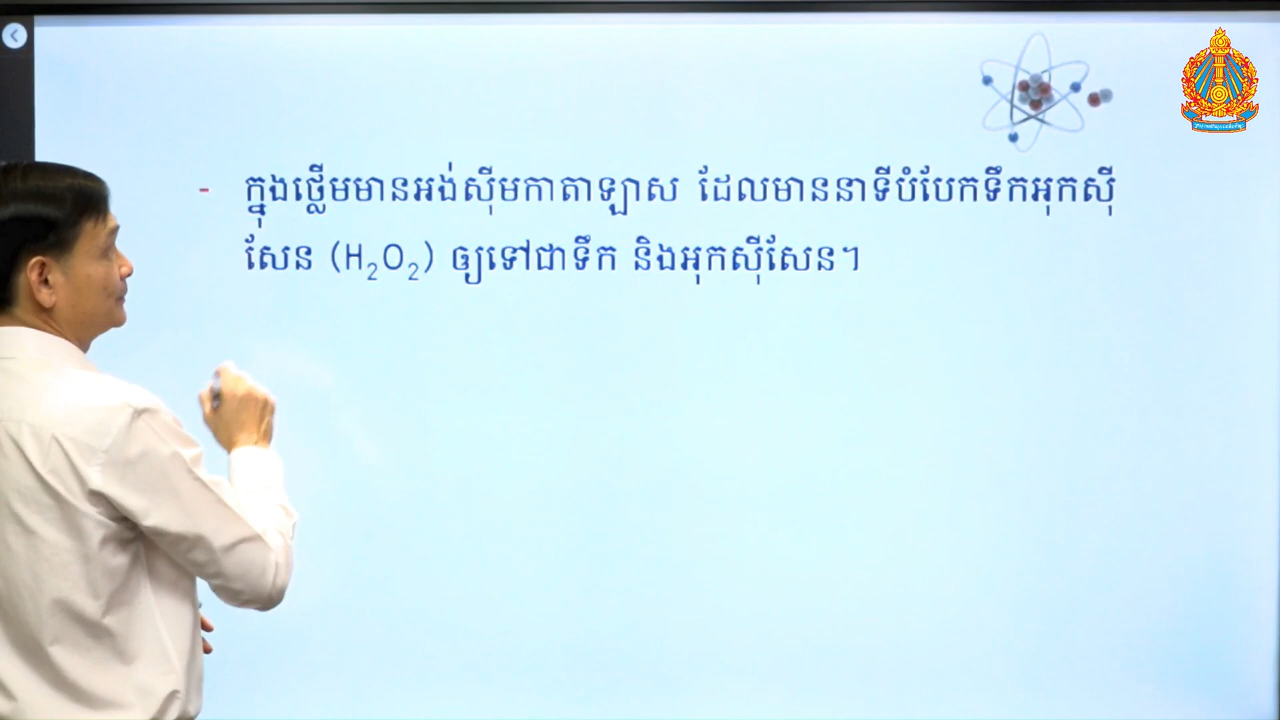 - ក្នុងថ្លើមមានអង់ស៊ីមកាតាឡាស ដែលមាននាទីបំបែកទឹកអុកស៊ី
សែន (H₂O₂) ឲ្យទៅជាទឹក និងអុកស៊ីសែន។